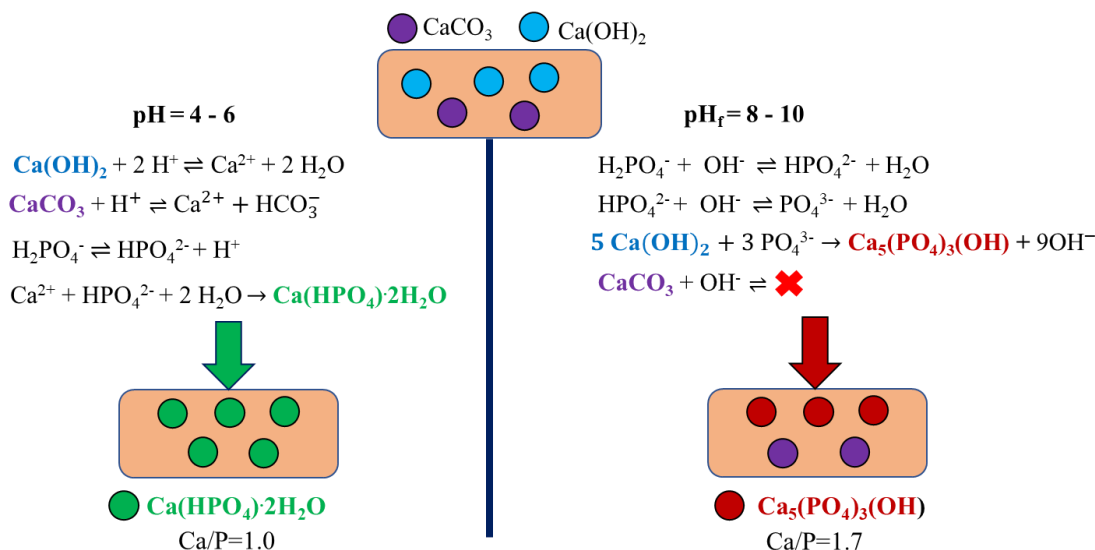 CaCO₃ Ca(OH)₂
pH = 4 - 6
Ca(OH)₂ + 2 H⁺ ⇌ Ca²⁺ + 2 H₂O
CaCO₃ + H⁺ ⇌ Ca²⁺ + HCO₃⁻
H₂PO₄⁻ ⇌ HPO₄²⁻ + H⁺
Ca²⁺ + HPO₄²⁻ + 2 H₂O → Ca(HPO₄)·2H₂O
Ca(HPO₄)·2H₂O
Ca/P=1.0
pH_f = 8 - 10
H₂PO₄⁻ + OH⁻ ⇌ HPO₄²⁻ + H₂O
HPO₄²⁻ + OH⁻ ⇌ PO₄³⁻ + H₂O
5 Ca(OH)₂ + 3 PO₄³⁻ → Ca₅(PO₄)₃(OH) + 9OH⁻
CaCO₃ + OH⁻ ⇌
Ca₅(PO₄)₃(OH)
Ca/P=1.7